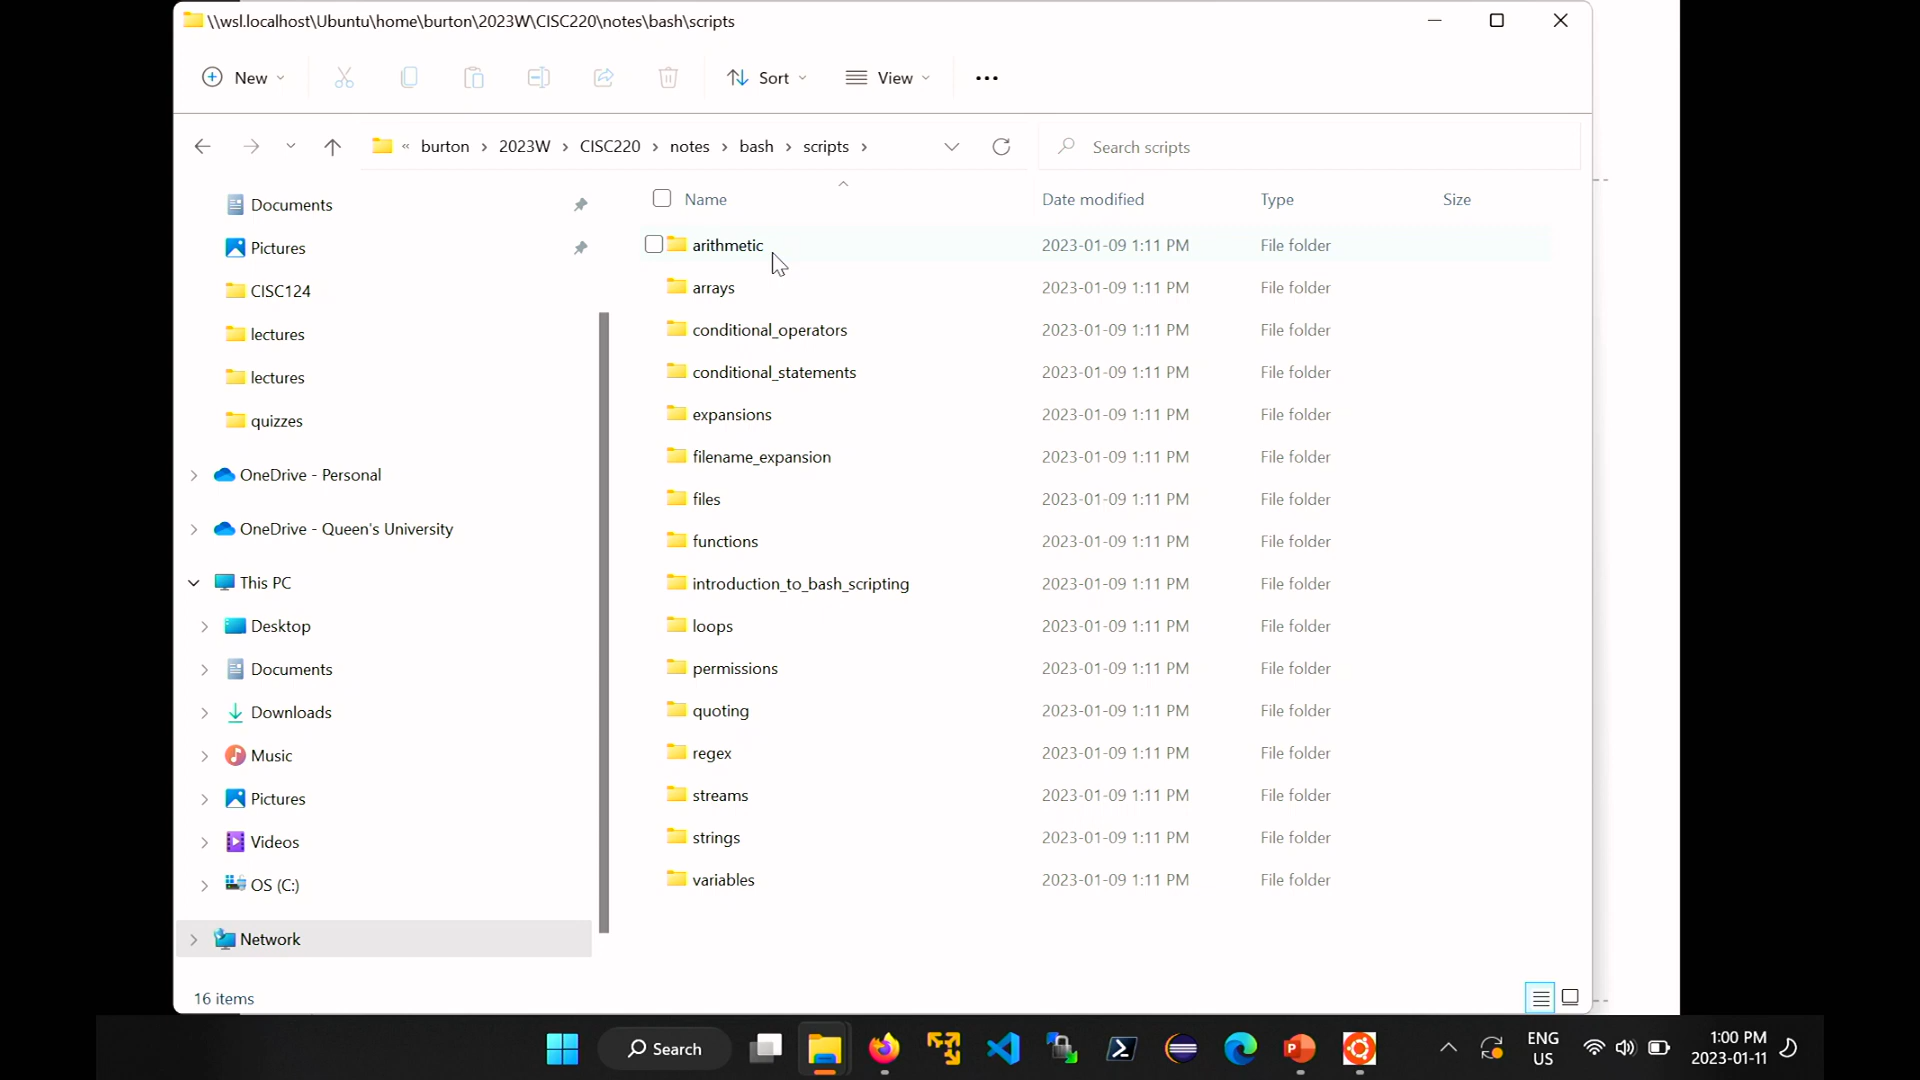 \\wsl.localhost\Ubuntu\home\burton\2023W\CISC220\notes\bash\scripts
New
Sort
View
« burton > 2023W > CISC220 > notes > bash > scripts >
Search scripts
Documents
Pictures
CISC124
lectures
lectures
quizzes
OneDrive - Personal
OneDrive - Queen's University
This PC
Desktop
Documents
Downloads
Music
Pictures
Videos
OS (C:)
Network
Name Date modified Type Size
arithmetic 2023-01-09 1:11 PM File folder
arrays 2023-01-09 1:11 PM File folder
conditional_operators 2023-01-09 1:11 PM File folder
conditional_statements 2023-01-09 1:11 PM File folder
expansions 2023-01-09 1:11 PM File folder
filename_expansion 2023-01-09 1:11 PM File folder
files 2023-01-09 1:11 PM File folder
functions 2023-01-09 1:11 PM File folder
introduction_to_bash_scripting 2023-01-09 1:11 PM File folder
loops 2023-01-09 1:11 PM File folder
permissions 2023-01-09 1:11 PM File folder
quoting 2023-01-09 1:11 PM File folder
regex 2023-01-09 1:11 PM File folder
streams 2023-01-09 1:11 PM File folder
strings 2023-01-09 1:11 PM File folder
variables 2023-01-09 1:11 PM File folder
16 items
Search
ENG
US
1:00 PM
2023-01-11